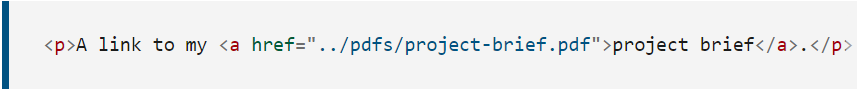 <p>A link to my <a href="../pdfs/project-brief.pdf">project brief</a>.</p>